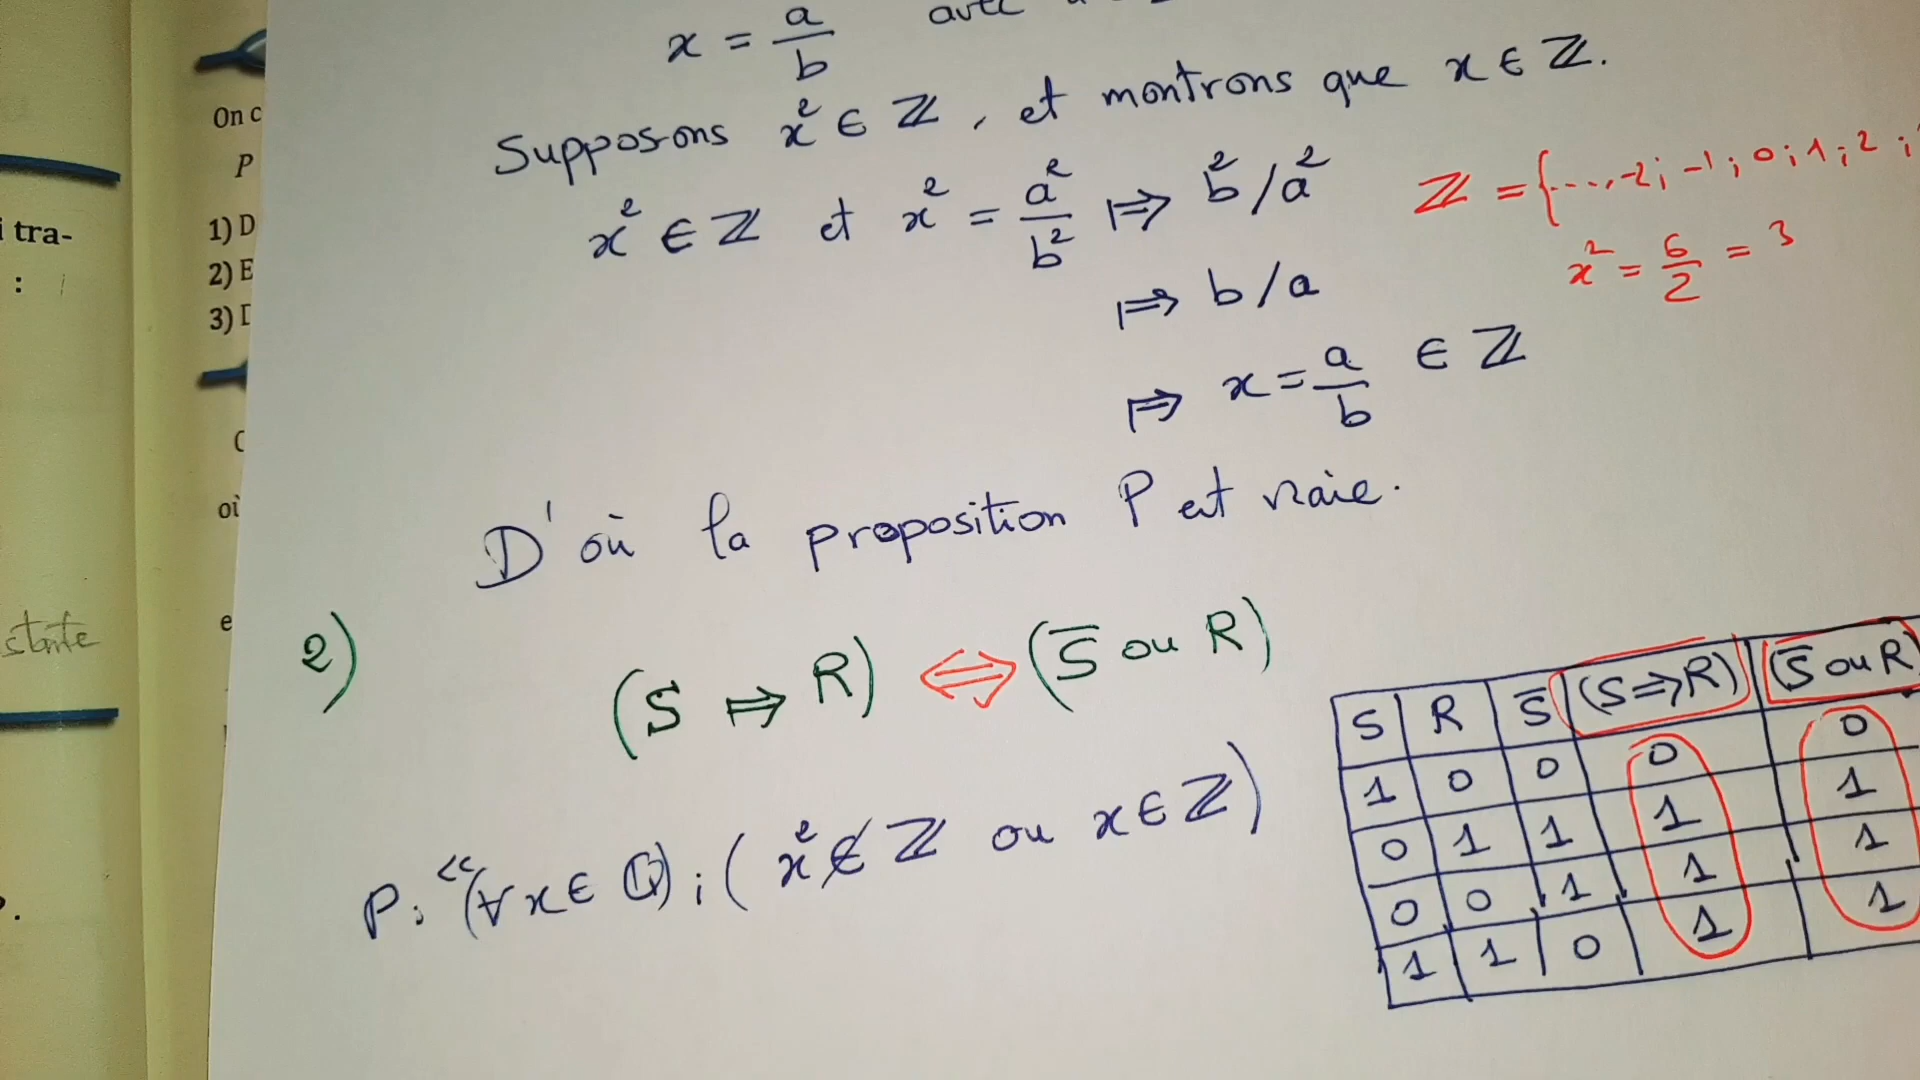 x = a/b
Supposons x² ∈ ℤ, et montrons que x ∈ ℤ.
x² ∈ ℤ et x² = a²/b² ⟹ b²/a²
⟹ b/a
⟹ x = a/b ∈ ℤ
ℤ = {...,-2; -1; 0; 1; 2;
x² = 6/2 = 3
D'où la proposition P est vraie.
2) (S ⟹ R) ⟺ (S̅ ou R)
P: "(∀x ∈ ℚ); (x² ∉ ℤ ou x ∈ ℤ)
S R S̅ (S ⟹ R) (S̅ ou R)
1 0 0 0 0
0 1 1 1 1
0 0 1 1 1
1 1 0 1 1
On c
P
1) D
2) E
3) D
où
e
i tra-
: